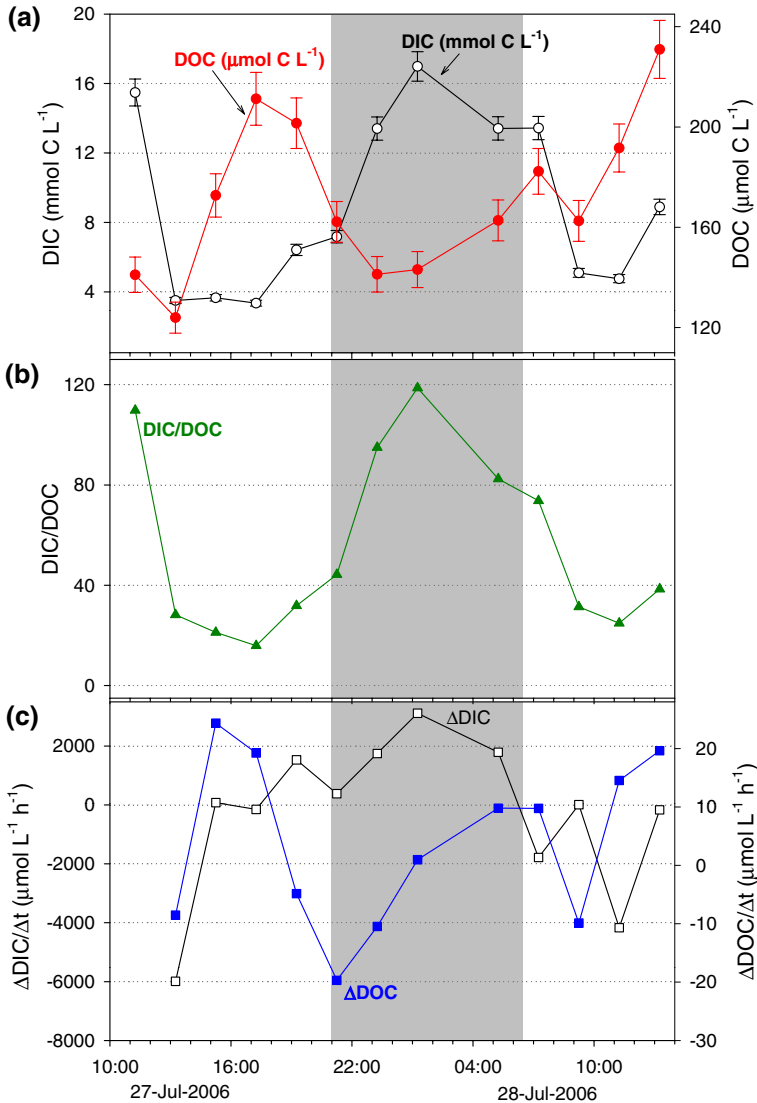 (a)
20
16
12
8
4
DIC (mmol C L⁻¹)
DOC (μmol C L⁻¹)
DIC (mmol C L⁻¹)
240
200
160
120
DOC (μmol C L⁻¹)
(b)
120
80
40
0
DIC/DOC
DIC/DOC
(c)
2000
0
-2000
-4000
-6000
-8000
ΔDIC/Δt (μmol L⁻¹ h⁻¹)
ΔDIC
ΔDOC
20
10
0
-10
-20
-30
ΔDOC/Δt (μmol L⁻¹ h⁻¹)
10:00 16:00 22:00 04:00 10:00
27-Jul-2006 28-Jul-2006